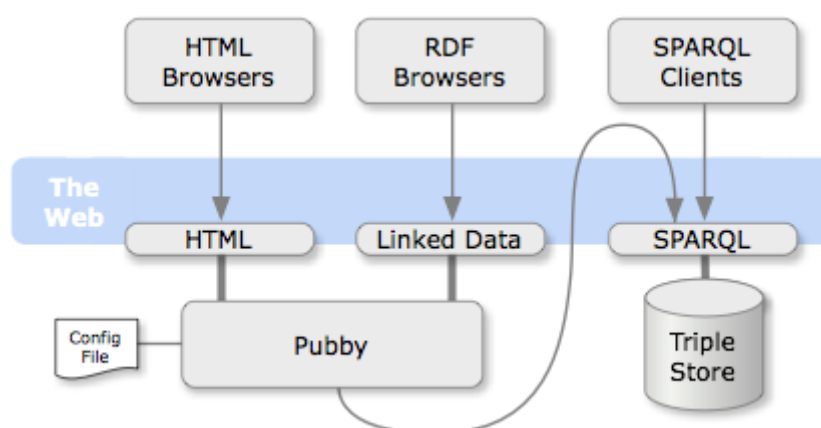 HTML
Browsers
RDF
Browsers
SPARQL
Clients
The
Web
HTML
Linked Data
SPARQL
Config
File
Pubby
Triple
Store